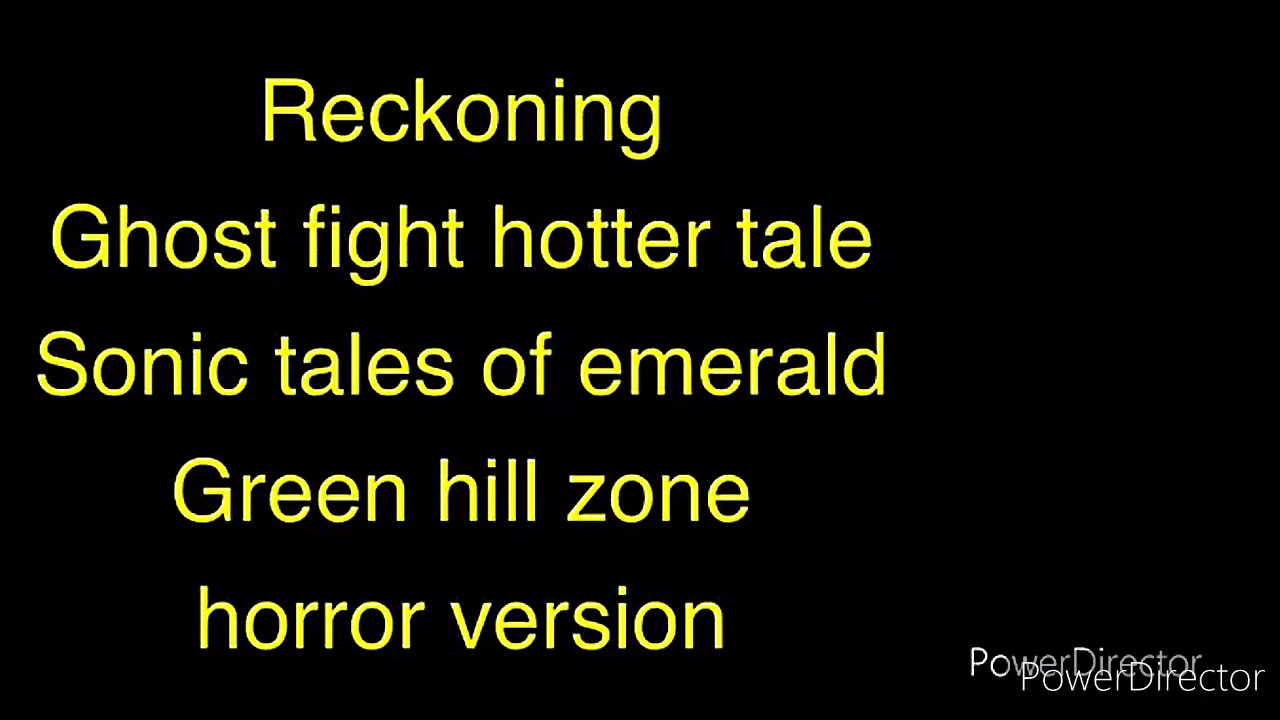 Reckoning
Ghost fight hotter tale
Sonic tales of emerald
Green hill zone
horror version
PowerDirector
PowerDirector